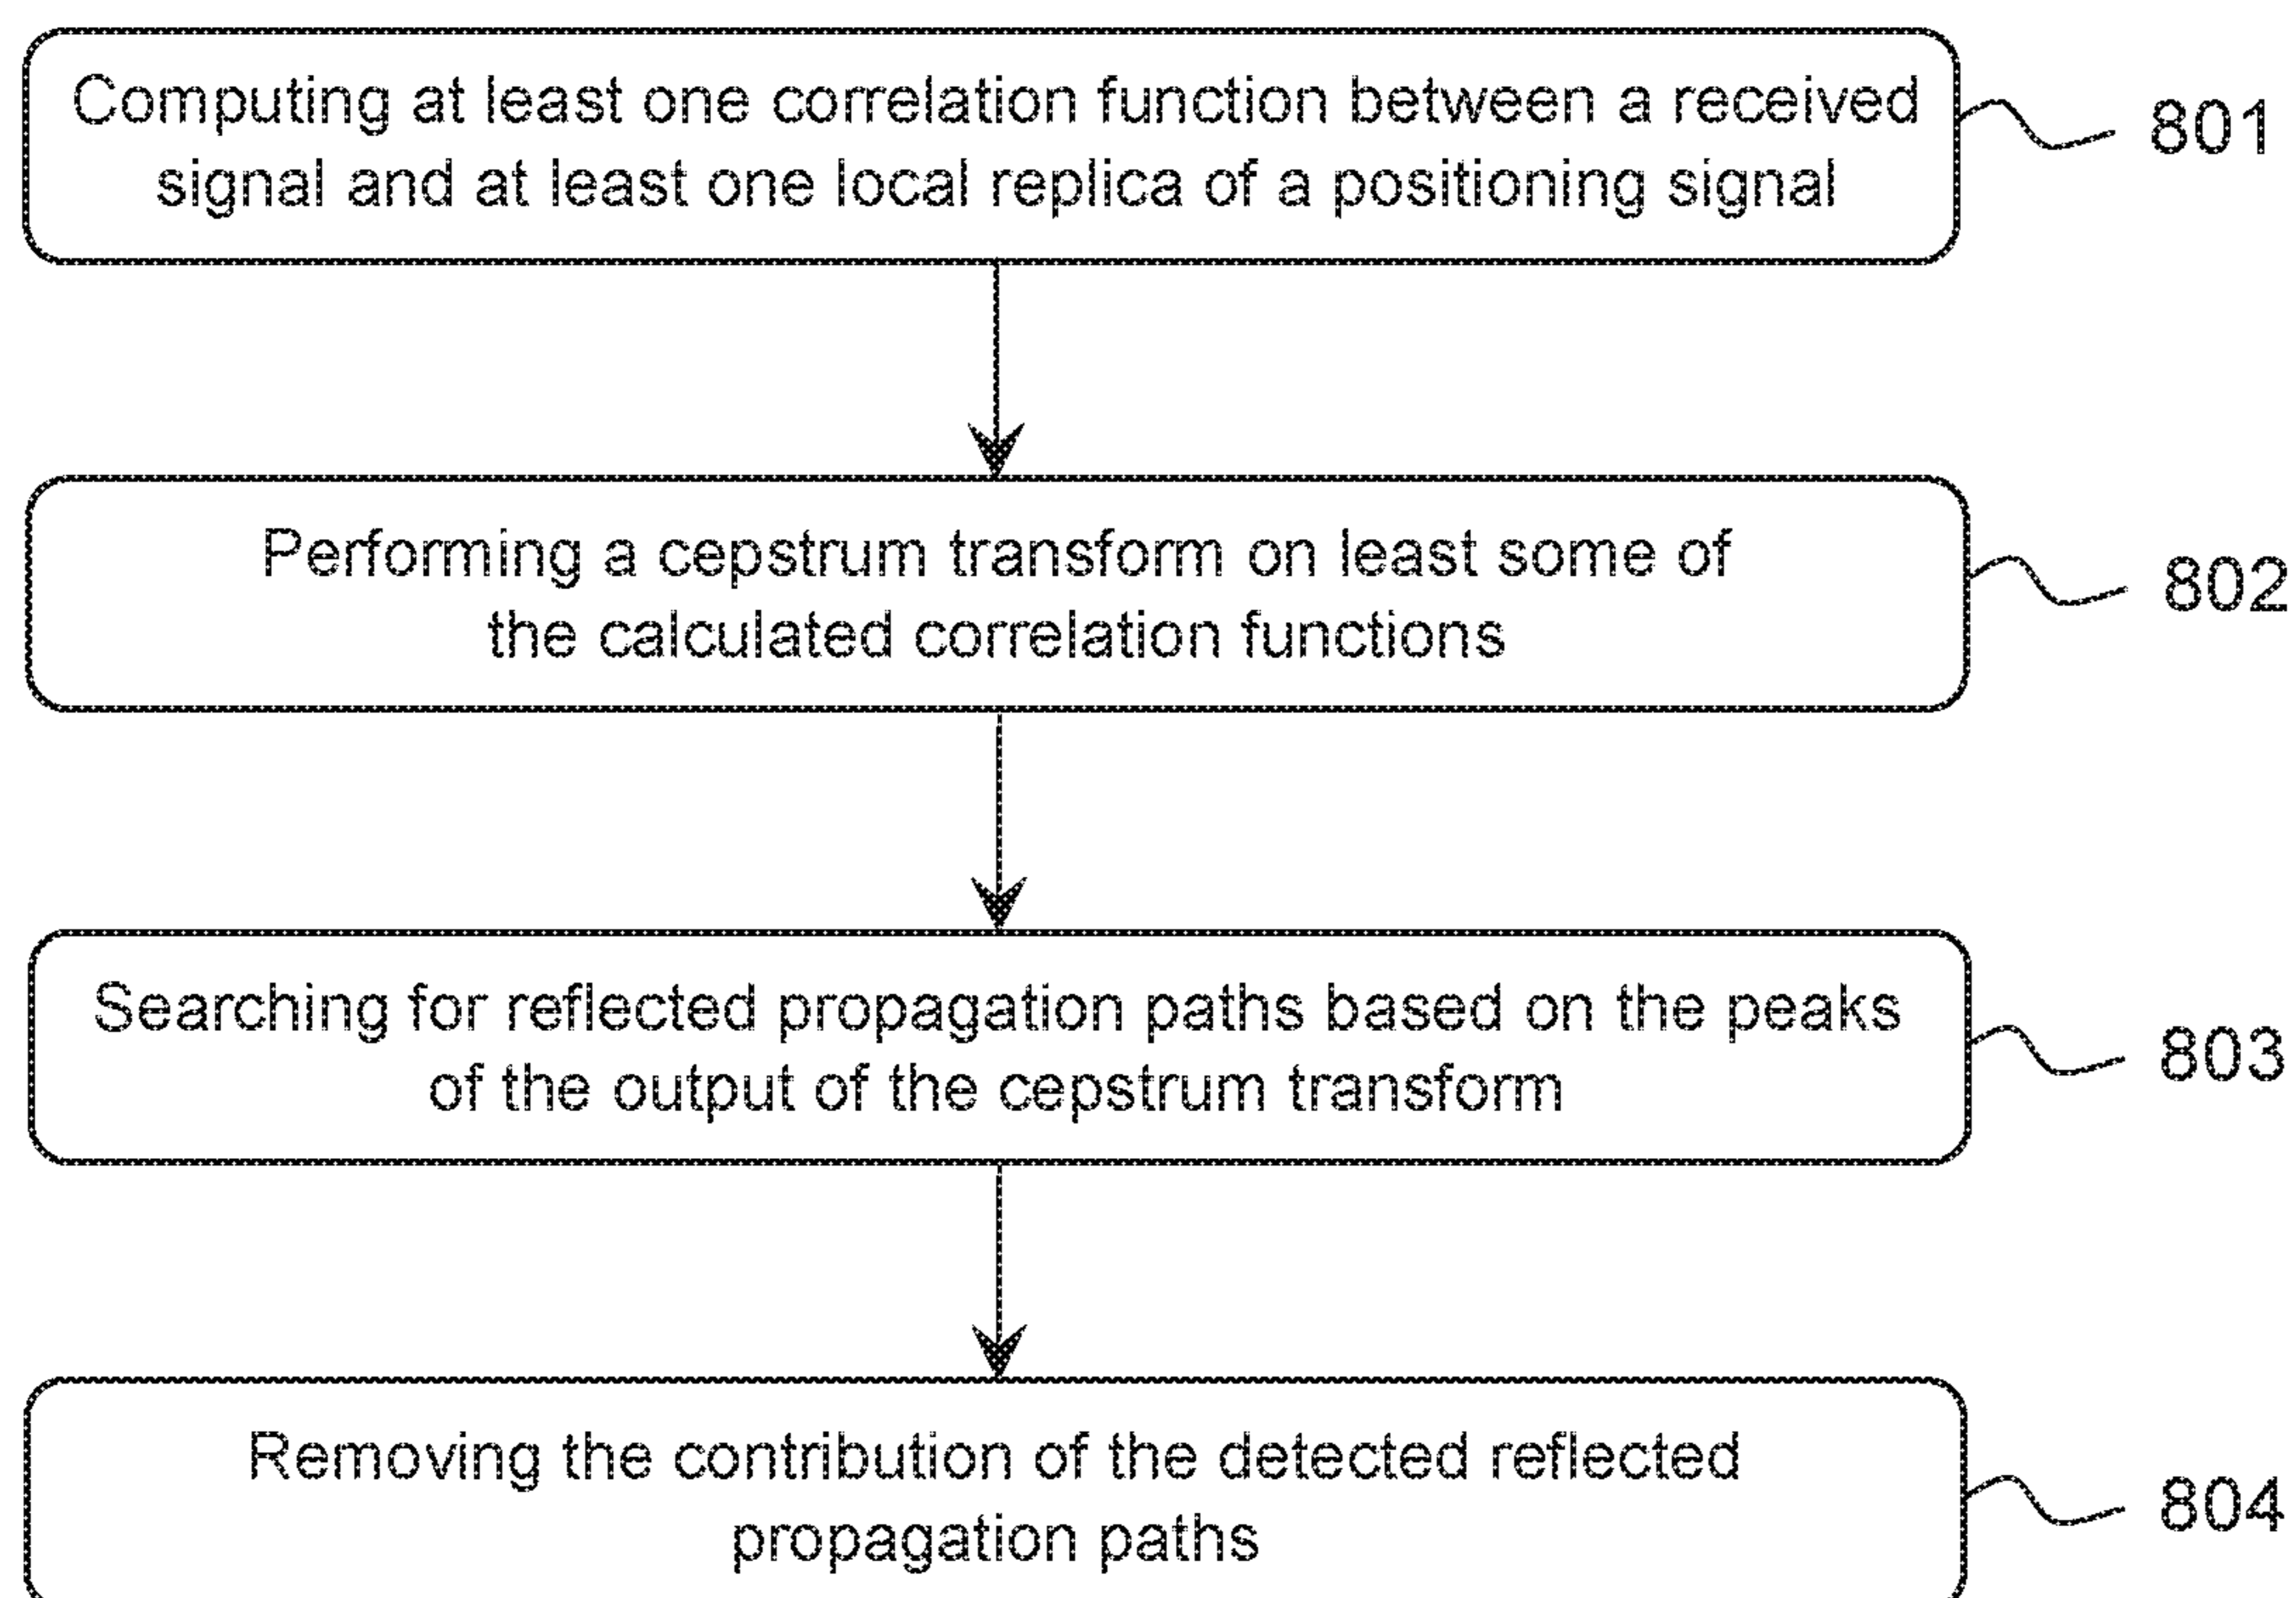 Computing at least one correlation function between a received
signal and at least one local replica of a positioning signal
801
Performing a cepstrum transform on least some of
the calculated correlation functions
802
Searching for reflected propagation paths based on the peaks
of the output of the cepstrum transform
803
Removing the contribution of the detected reflected
propagation paths
804